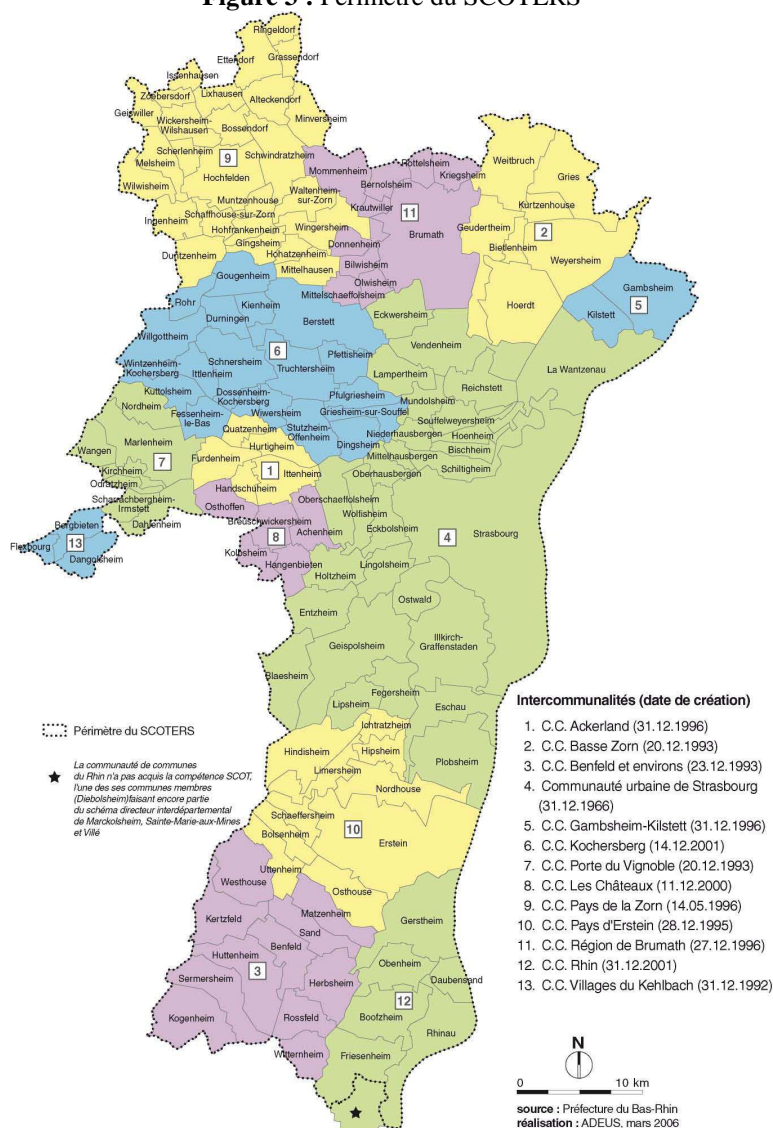 Figure 3 : Périmètre du SCOTERS
Ringeldorf
Ettendorf
Grassendorf
Issenhausen
Zoebersdorf
Lixhausen
Alteckendorf
Geiswiller
Wickersheim-
Wilshausen
Bossendorf
Minversheim
Scherlenheim
9
Schwindratzheim
Melsheim
Hochfelden
Wilwisheim
Muntzenhouse
Waltenheim-
sur-Zorn
Ingenheim
Schaffhouse-sur-Zorn
Hohfrankenheim
Wingersheim
Gingsheim
Duntzenheim
Hohatzenheim
Mittelhausen
Mommenheim
Rottelsheim
Bernolsheim
Kriegsheim
Krautwiller
11
Brumath
Donnenheim
Bilwisheim
Olwisheim
Mittelschaeffolsheim
Weitbruch
Gries
Kurtzenhouse
Geudertheim
2
Bietlenheim
Weyersheim
Hoerdt
Gambsheim
Kilstett
5
Gougenheim
Rohr
Kienheim
Durningen
Berstett
Willgottheim
6
Pfettisheim
Wintzenheim-
Kochersberg
Schnersheim
Truchtersheim
Ittlenheim
Kuttolsheim
Dossenheim-
Kochersberg
Pfulgriesheim
Fessenheim-
le-Bas
Wiwersheim
Griesheim-sur-Souffel
Stutzheim-
Offenheim
Dingsheim
Nordheim
Marlenheim
Wangen
7
Kirchheim
Odratzheim
Scharrachbergheim-
Irmstett
Dahlenheim
Quatzenheim
Hurtigheim
Furdenheim
1
Ittenheim
Handschuheim
Bergbieten
Flexbourg
13
Dangolsheim
Osthoffen
Breuschwickersheim
8
Achenheim
Kolbsheim
Hangenbieten
Eckwersheim
Vendenheim
La Wantzenau
Lampertheim
Reichstett
Mundolsheim
Souffelweyersheim
Niederhausbergen
Hoenheim
Mittelhausbergen
Bischheim
Oberhausbergen
Schiltigheim
Oberschaeffolsheim
Wolfisheim
Eckbolsheim
4
Strasbourg
Lingolsheim
Holtzheim
Ostwald
Entzheim
Geispolsheim
Illkirch-
Graffenstaden
Blaesheim
Fegersheim
Lipsheim
Eschau
Plobsheim
Ichtratzheim
Hindisheim
Hipsheim
Limersheim
Nordhouse
Schaeffersheim
10
Bolsenheim
Erstein
Uttenheim
Osthouse
Westhouse
Kertzfeld
Matzenheim
Sand
Benfeld
Huttenheim
3
Sermersheim
Herbsheim
Kogenheim
Rossfeld
Witternheim
Gerstheim
Obenheim
Daubensand
12
Boofzheim
Rhinau
Friesenheim
Périmètre du SCOTERS
La communauté de communes
du Rhin n'a pas acquis la compétence SCOT,
l'une des ses communes membres
(Diebolsheim)faisant encore partie
du schéma directeur interdépartemental
de Marckolsheim, Sainte-Marie-aux-Mines
et Villé
Intercommunalités (date de création)
1. C.C. Ackerland (31.12.1996)
2. C.C. Basse Zorn (20.12.1993)
3. C.C. Benfeld et environs (23.12.1993)
4. Communauté urbaine de Strasbourg
(31.12.1966)
5. C.C. Gambsheim-Kilstett (31.12.1996)
6. C.C. Kochersberg (14.12.2001)
7. C.C. Porte du Vignoble (20.12.1993)
8. C.C. Les Châteaux (11.12.2000)
9. C.C. Pays de la Zorn (14.05.1996)
10. C.C. Pays d'Erstein (28.12.1995)
11. C.C. Région de Brumath (27.12.1996)
12. C.C. Rhin (31.12.2001)
13. C.C. Villages du Kehlbach (31.12.1992)
N
0 10 km
source : Préfecture du Bas-Rhin
réalisation : ADEUS, mars 2006